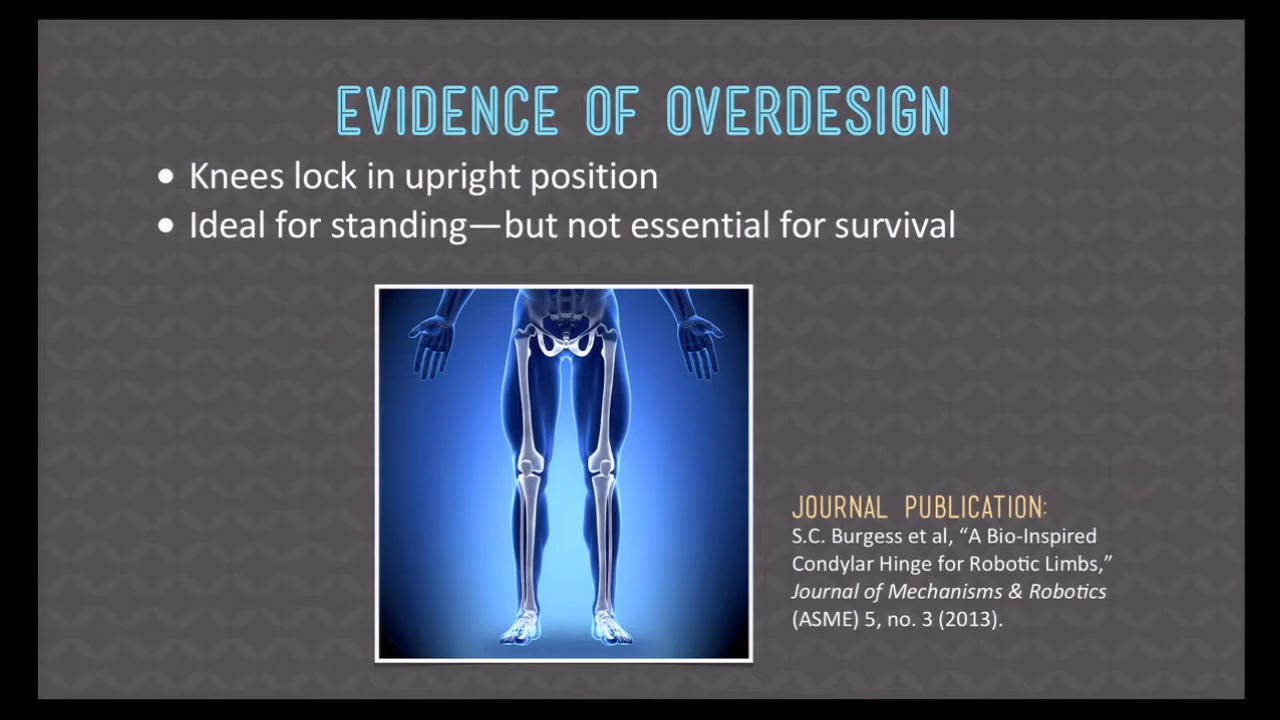 EVIDENCE OF OVERDESIGN
• Knees lock in upright position
• Ideal for standing—but not essential for survival
JOURNAL PUBLICATION:
S.C. Burgess et al, “A Bio-Inspired
Condylar Hinge for Robotic Limbs,”
Journal of Mechanisms & Robotics
(ASME) 5, no. 3 (2013).